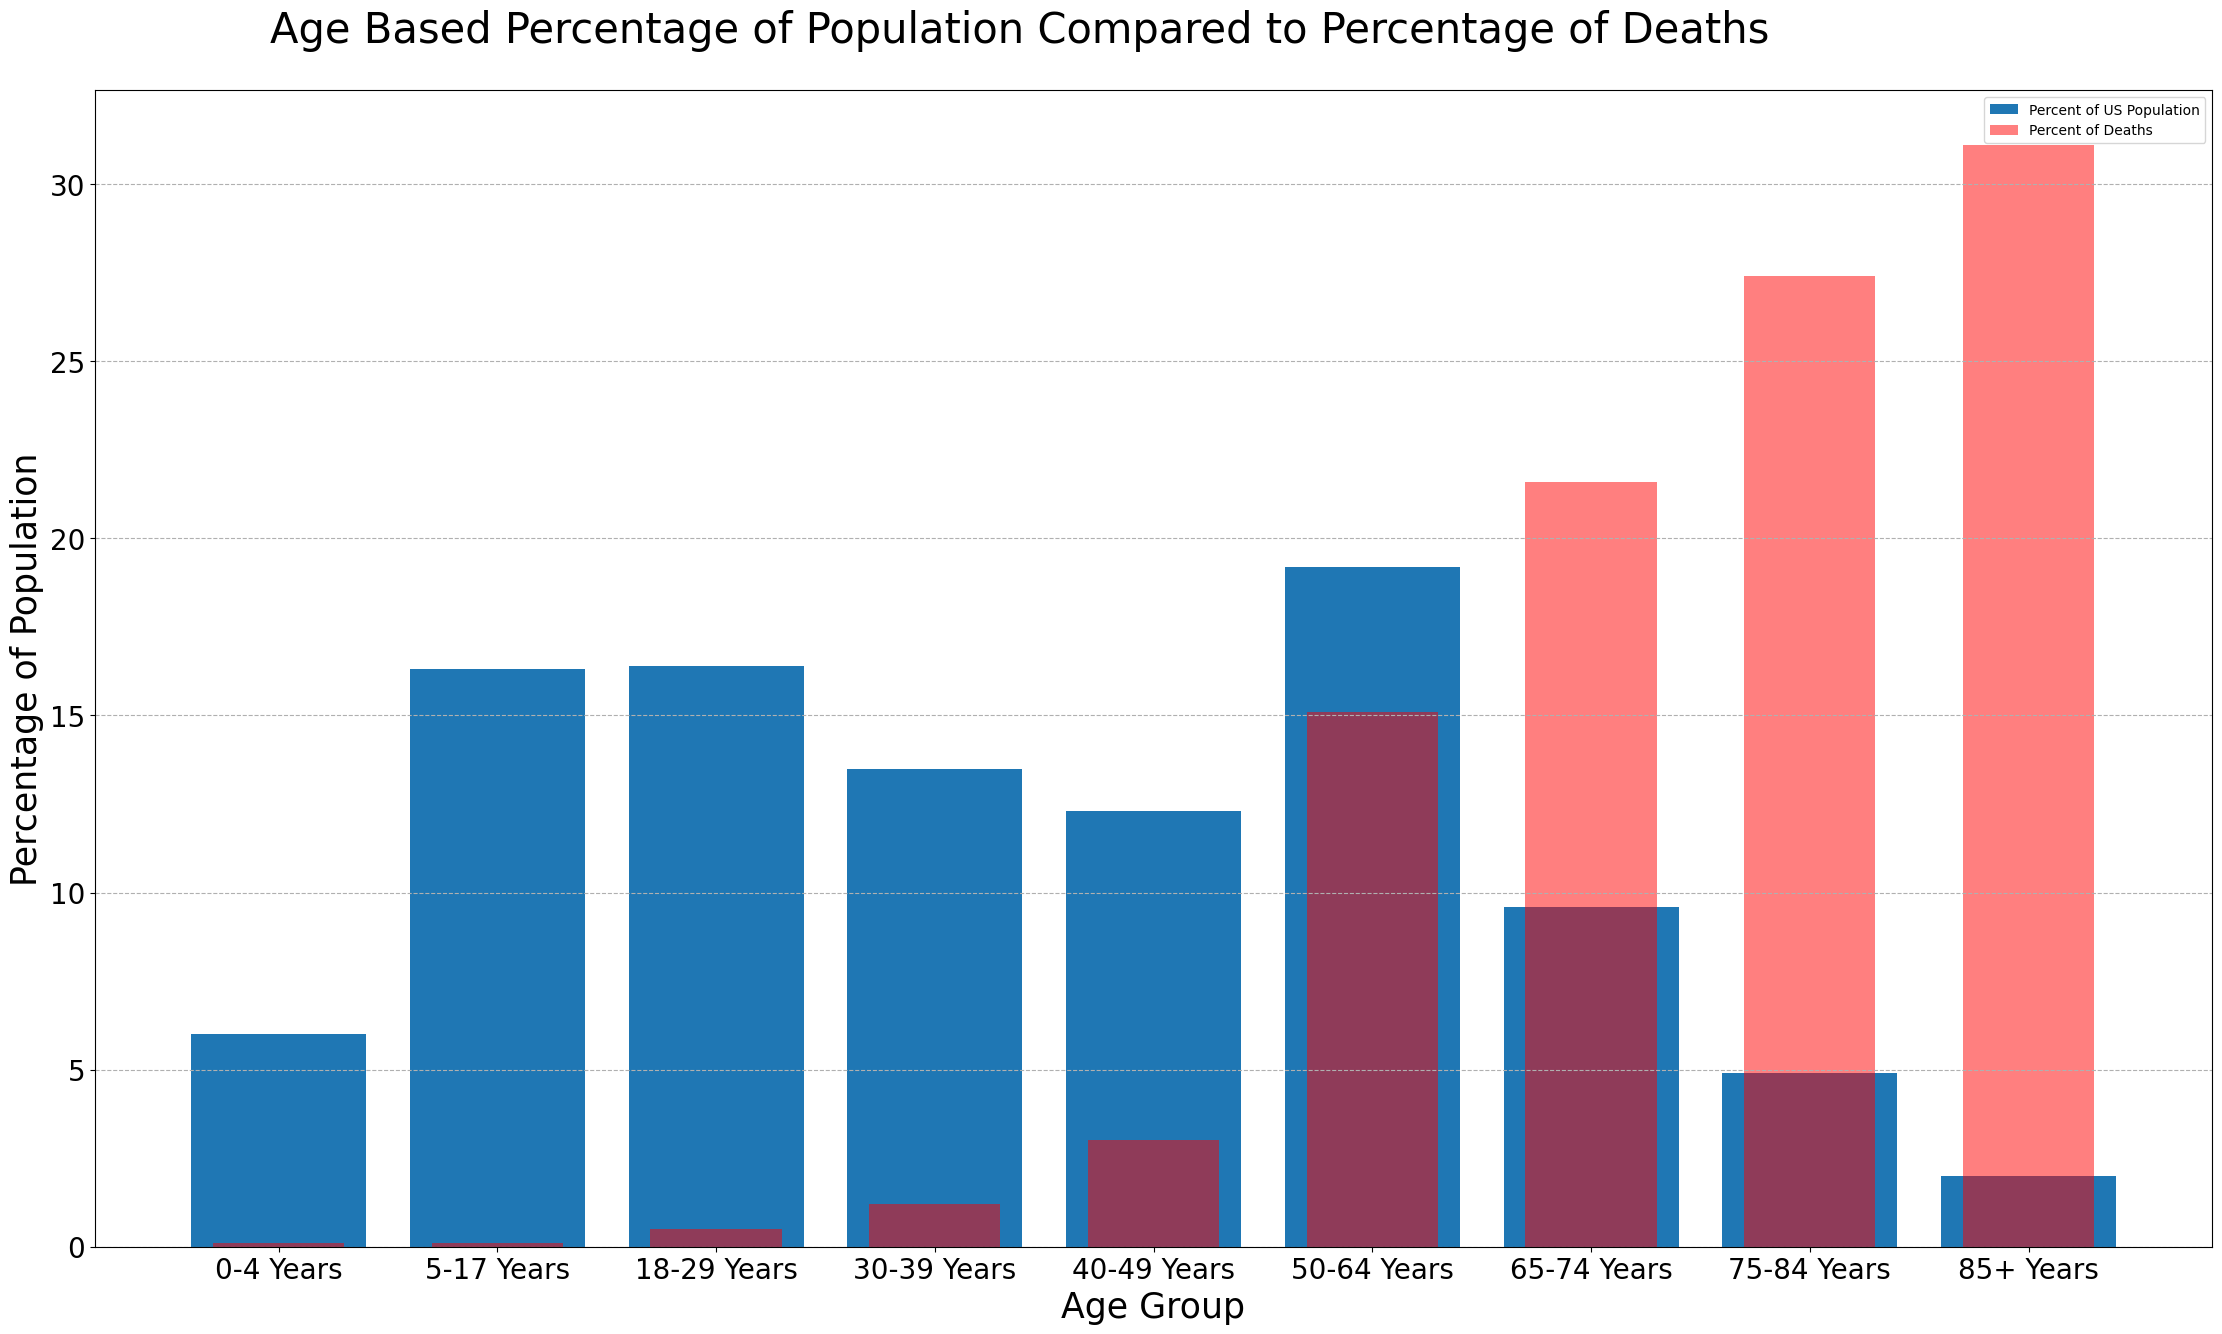 Age Based Percentage of Population Compared to Percentage of Deaths
Percent of US Population
Percent of Deaths
Percentage of Population
30
25
20
15
10
5
0
0-4 Years
5-17 Years
18-29 Years
30-39 Years
40-49 Years
50-64 Years
65-74 Years
75-84 Years
85+ Years
Age Group